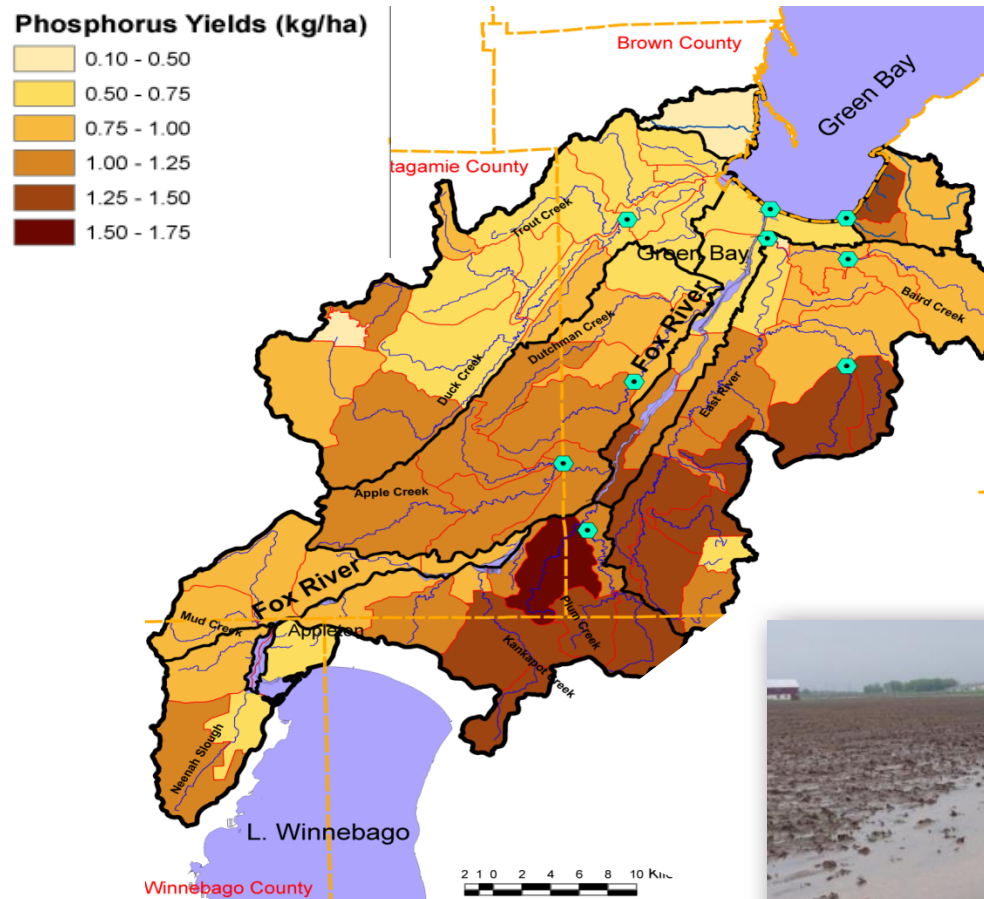 Phosphorus Yields (kg/ha)
0.10 - 0.50
0.50 - 0.75
0.75 - 1.00
1.00 - 1.25
1.25 - 1.50
1.50 - 1.75
Brown County
Green Bay
tagamie County
Trout Creek
Green Bay
Baird Creek
Dutchman Creek
Fox River
Duck Creek
East River
Apple Creek
Fox River
Mud Creek
Appleton
Plum Creek
Kankapot Creek
Neenah Slough
L. Winnebago
Winnebago County
2 1 0 2 4 6 8 10